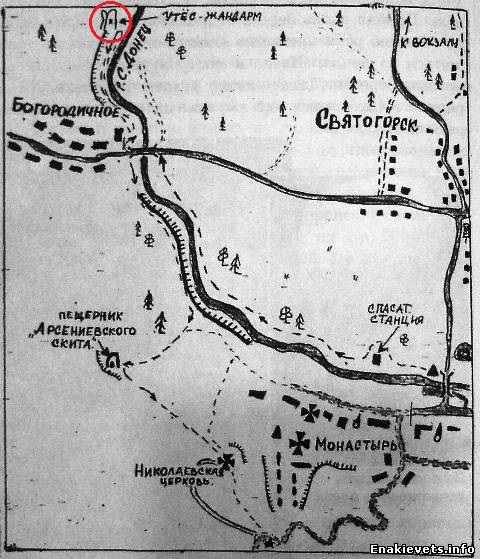 УТЁС-ЖАНДАРМ
Р.С.ДОНЕЦ
К ВОКЗАЛУ
БОГОРОДИЧНОЕ
СВЯТОГОРСК
ПЕЩЕРНИК
„АРСЕНИЕВСКОГО
СКИТА"
СПАСАТ.
СТАНЦИЯ
МОНАСТЫРЬ
НИКОЛАЕВСКАЯ
ЦЕРКОВЬ
Enakievets.info